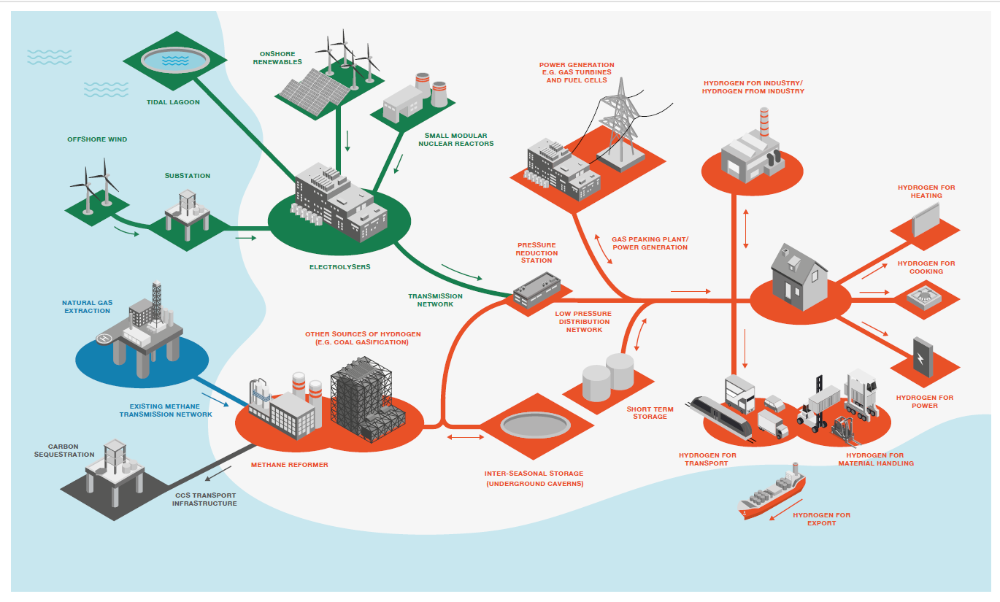 ONSHORE
RENEWABLES
TIDAL LAGOON
OFFSHORE WIND
SUBSTATION
SMALL MODULAR
NUCLEAR REACTORS
ELECTROLYSERS
TRANSMISSION
NETWORK
POWER GENERATION
E.G. GAS TURBINES
AND FUEL CELLS
HYDROGEN FOR INDUSTRY/
HYDROGEN FROM INDUSTRY
GAS PEAKING PLANT/
POWER GENERATION
PRESSURE
REDUCTION
STATION
LOW PRESSURE
DISTRIBUTION
NETWORK
HYDROGEN FOR
HEATING
HYDROGEN FOR
COOKING
HYDROGEN FOR
POWER
NATURAL GAS
EXTRACTION
H
EXISTING METHANE
TRANSMISSION NETWORK
OTHER SOURCES OF HYDROGEN
(E.G. COAL GASIFICATION)
METHANE REFORMER
CARBON
SEQUESTRATION
CCS TRANSPORT
INFRASTRUCTURE
SHORT TERM
STORAGE
INTER-SEASONAL STORAGE
(UNDERGROUND CAVERNS)
HYDROGEN FOR
TRANSPORT
HYDROGEN FOR
MATERIAL HANDLING
HYDROGEN FOR
EXPORT